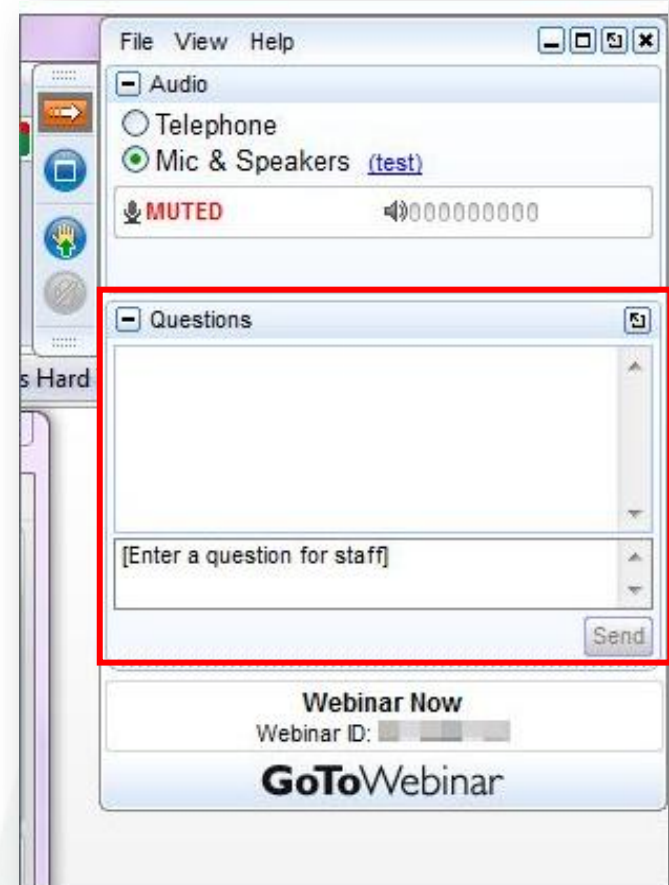 File View Help
Audio
Telephone
Mic & Speakers (test)
MUTED
Questions
s Hard
[Enter a question for staff]
Send
Webinar Now
Webinar ID:
GoToWebinar